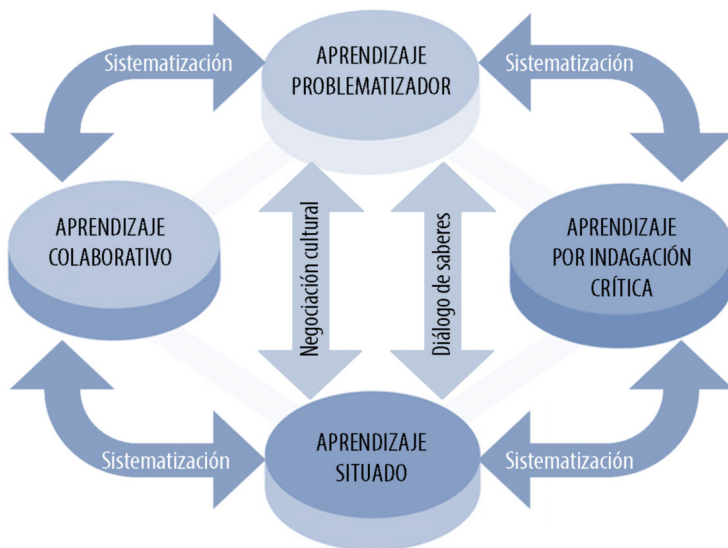 Sistematización
APRENDIZAJE
PROBLEMATIZADOR
Sistematización
APRENDIZAJE
COLABORATIVO
Negociación cultural
Diálogo de saberes
APRENDIZAJE
POR INDAGACIÓN
CRÍTICA
Sistematización
APRENDIZAJE
SITUADO
Sistematización